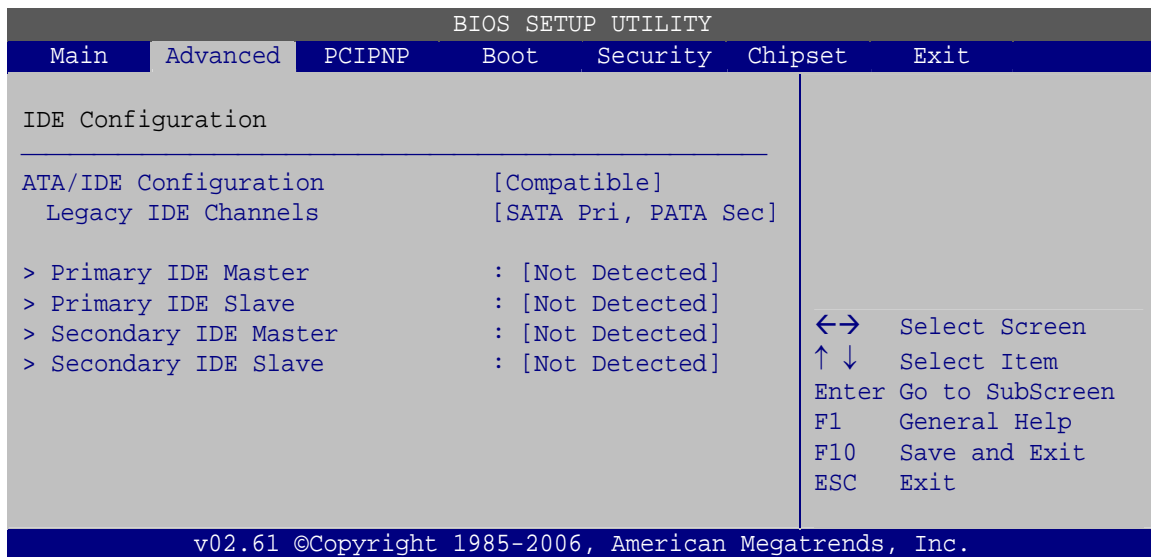 BIOS SETUP UTILITY
Main Advanced PCIPNP Boot Security Chipset Exit
IDE Configuration
ATA/IDE Configuration [Compatible]
Legacy IDE Channels [SATA Pri, PATA Sec]
> Primary IDE Master : [Not Detected]
> Primary IDE Slave : [Not Detected]
> Secondary IDE Master : [Not Detected]
> Secondary IDE Slave : [Not Detected]
←→ Select Screen
↑ ↓ Select Item
Enter Go to SubScreen
F1 General Help
F10 Save and Exit
ESC Exit
v02.61 ©Copyright 1985-2006, American Megatrends, Inc.